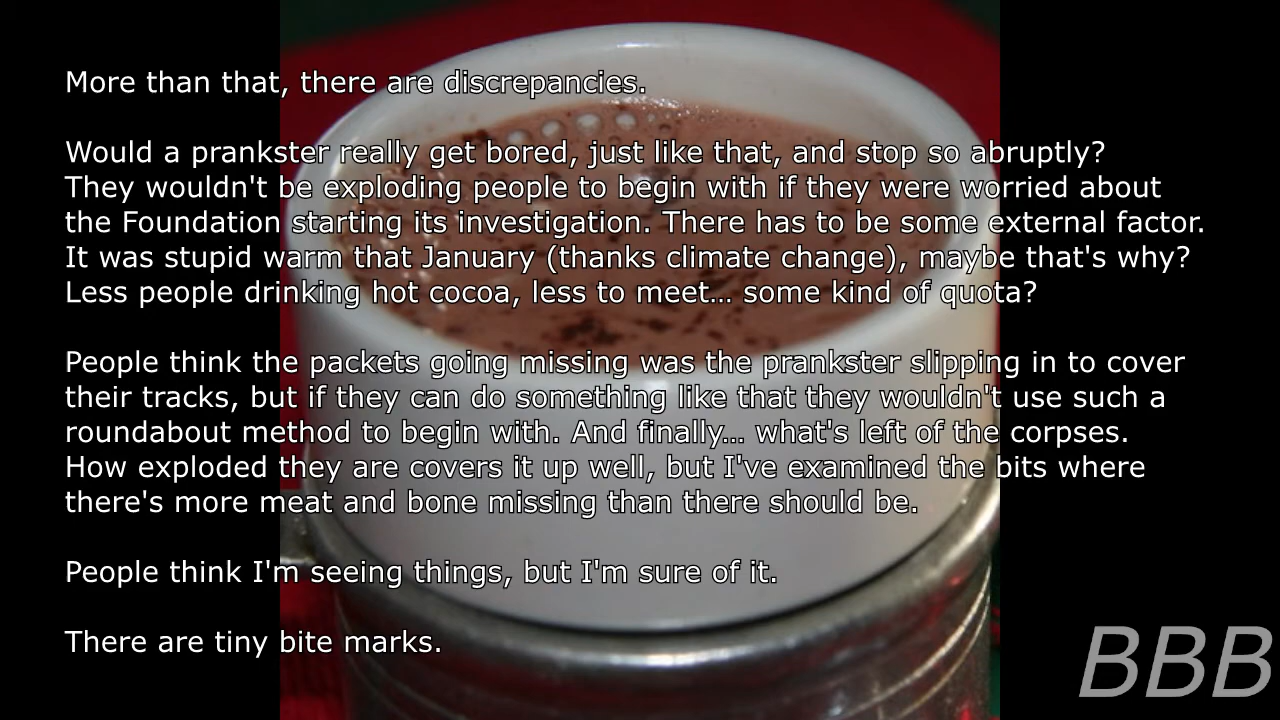 More than that, there are discrepancies.
Would a prankster really get bored, just like that, and stop so abruptly?
They wouldn't be exploding people to begin with if they were worried about
the Foundation starting its investigation. There has to be some external factor.
It was stupid warm that January (thanks climate change), maybe that's why?
Less people drinking hot cocoa, less to meet... some kind of quota?
People think the packets going missing was the prankster slipping in to cover
their tracks, but if they can do something like that they wouldn't use such a
roundabout method to begin with. And finally... what's left of the corpses.
How exploded they are covers it up well, but I've examined the bits where
there's more meat and bone missing than there should be.
People think I'm seeing things, but I'm sure of it.
There are tiny bite marks.
BBB